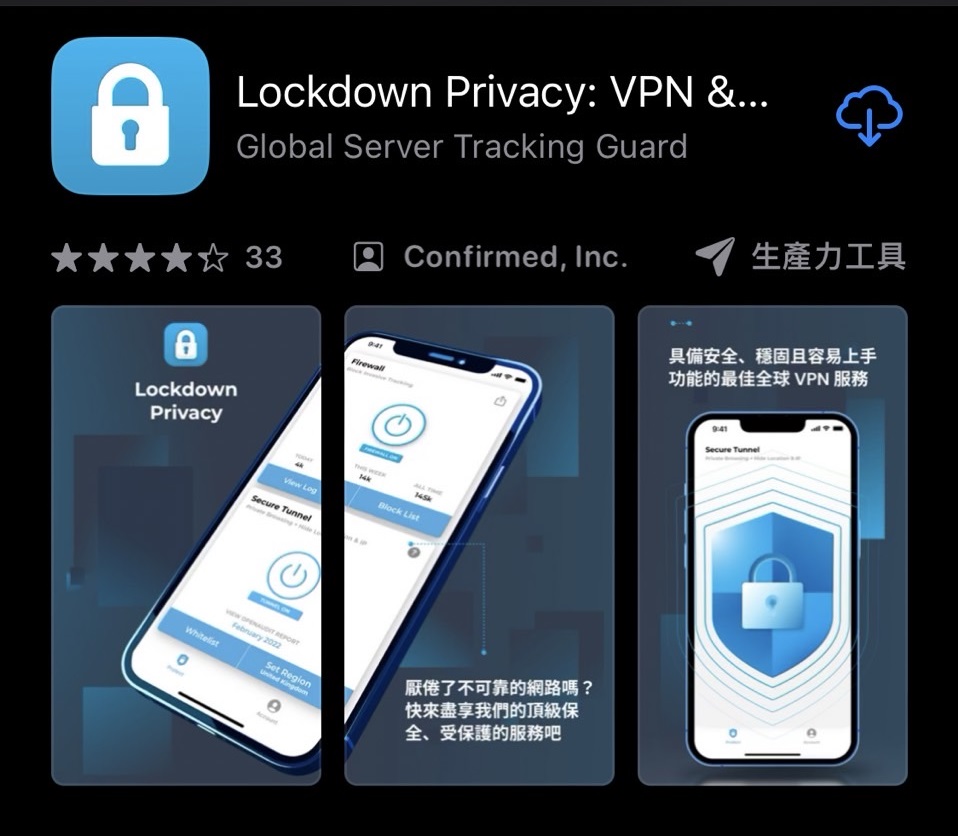 Lockdown Privacy: VPN &...
Global Server Tracking Guard
33
Confirmed, Inc.
生產力工具
Lockdown
Privacy
TODAY
4k
View Log
Secure Tunnel
Private Browsing + Hide Lo
TUNNEL ON
VIEW OPENAUDIT REPORT
February 2022
Whitelist
Set Region
United Kingdom
Account
9:41
Firewall
Block Invasive Tracking
FIREWALL ON
THIS WEEK
14k
ALL TIME
145k
Block List
N & IP
?
厭倦了不可靠的網路嗎？
快來盡享我們的頂級保
全、受保護的服務吧
具備安全、穩固且容易上手
功能的最佳全球 VPN 服務
9:41
Secure Tunnel
Private Browsing + Hide Location & IP
Account